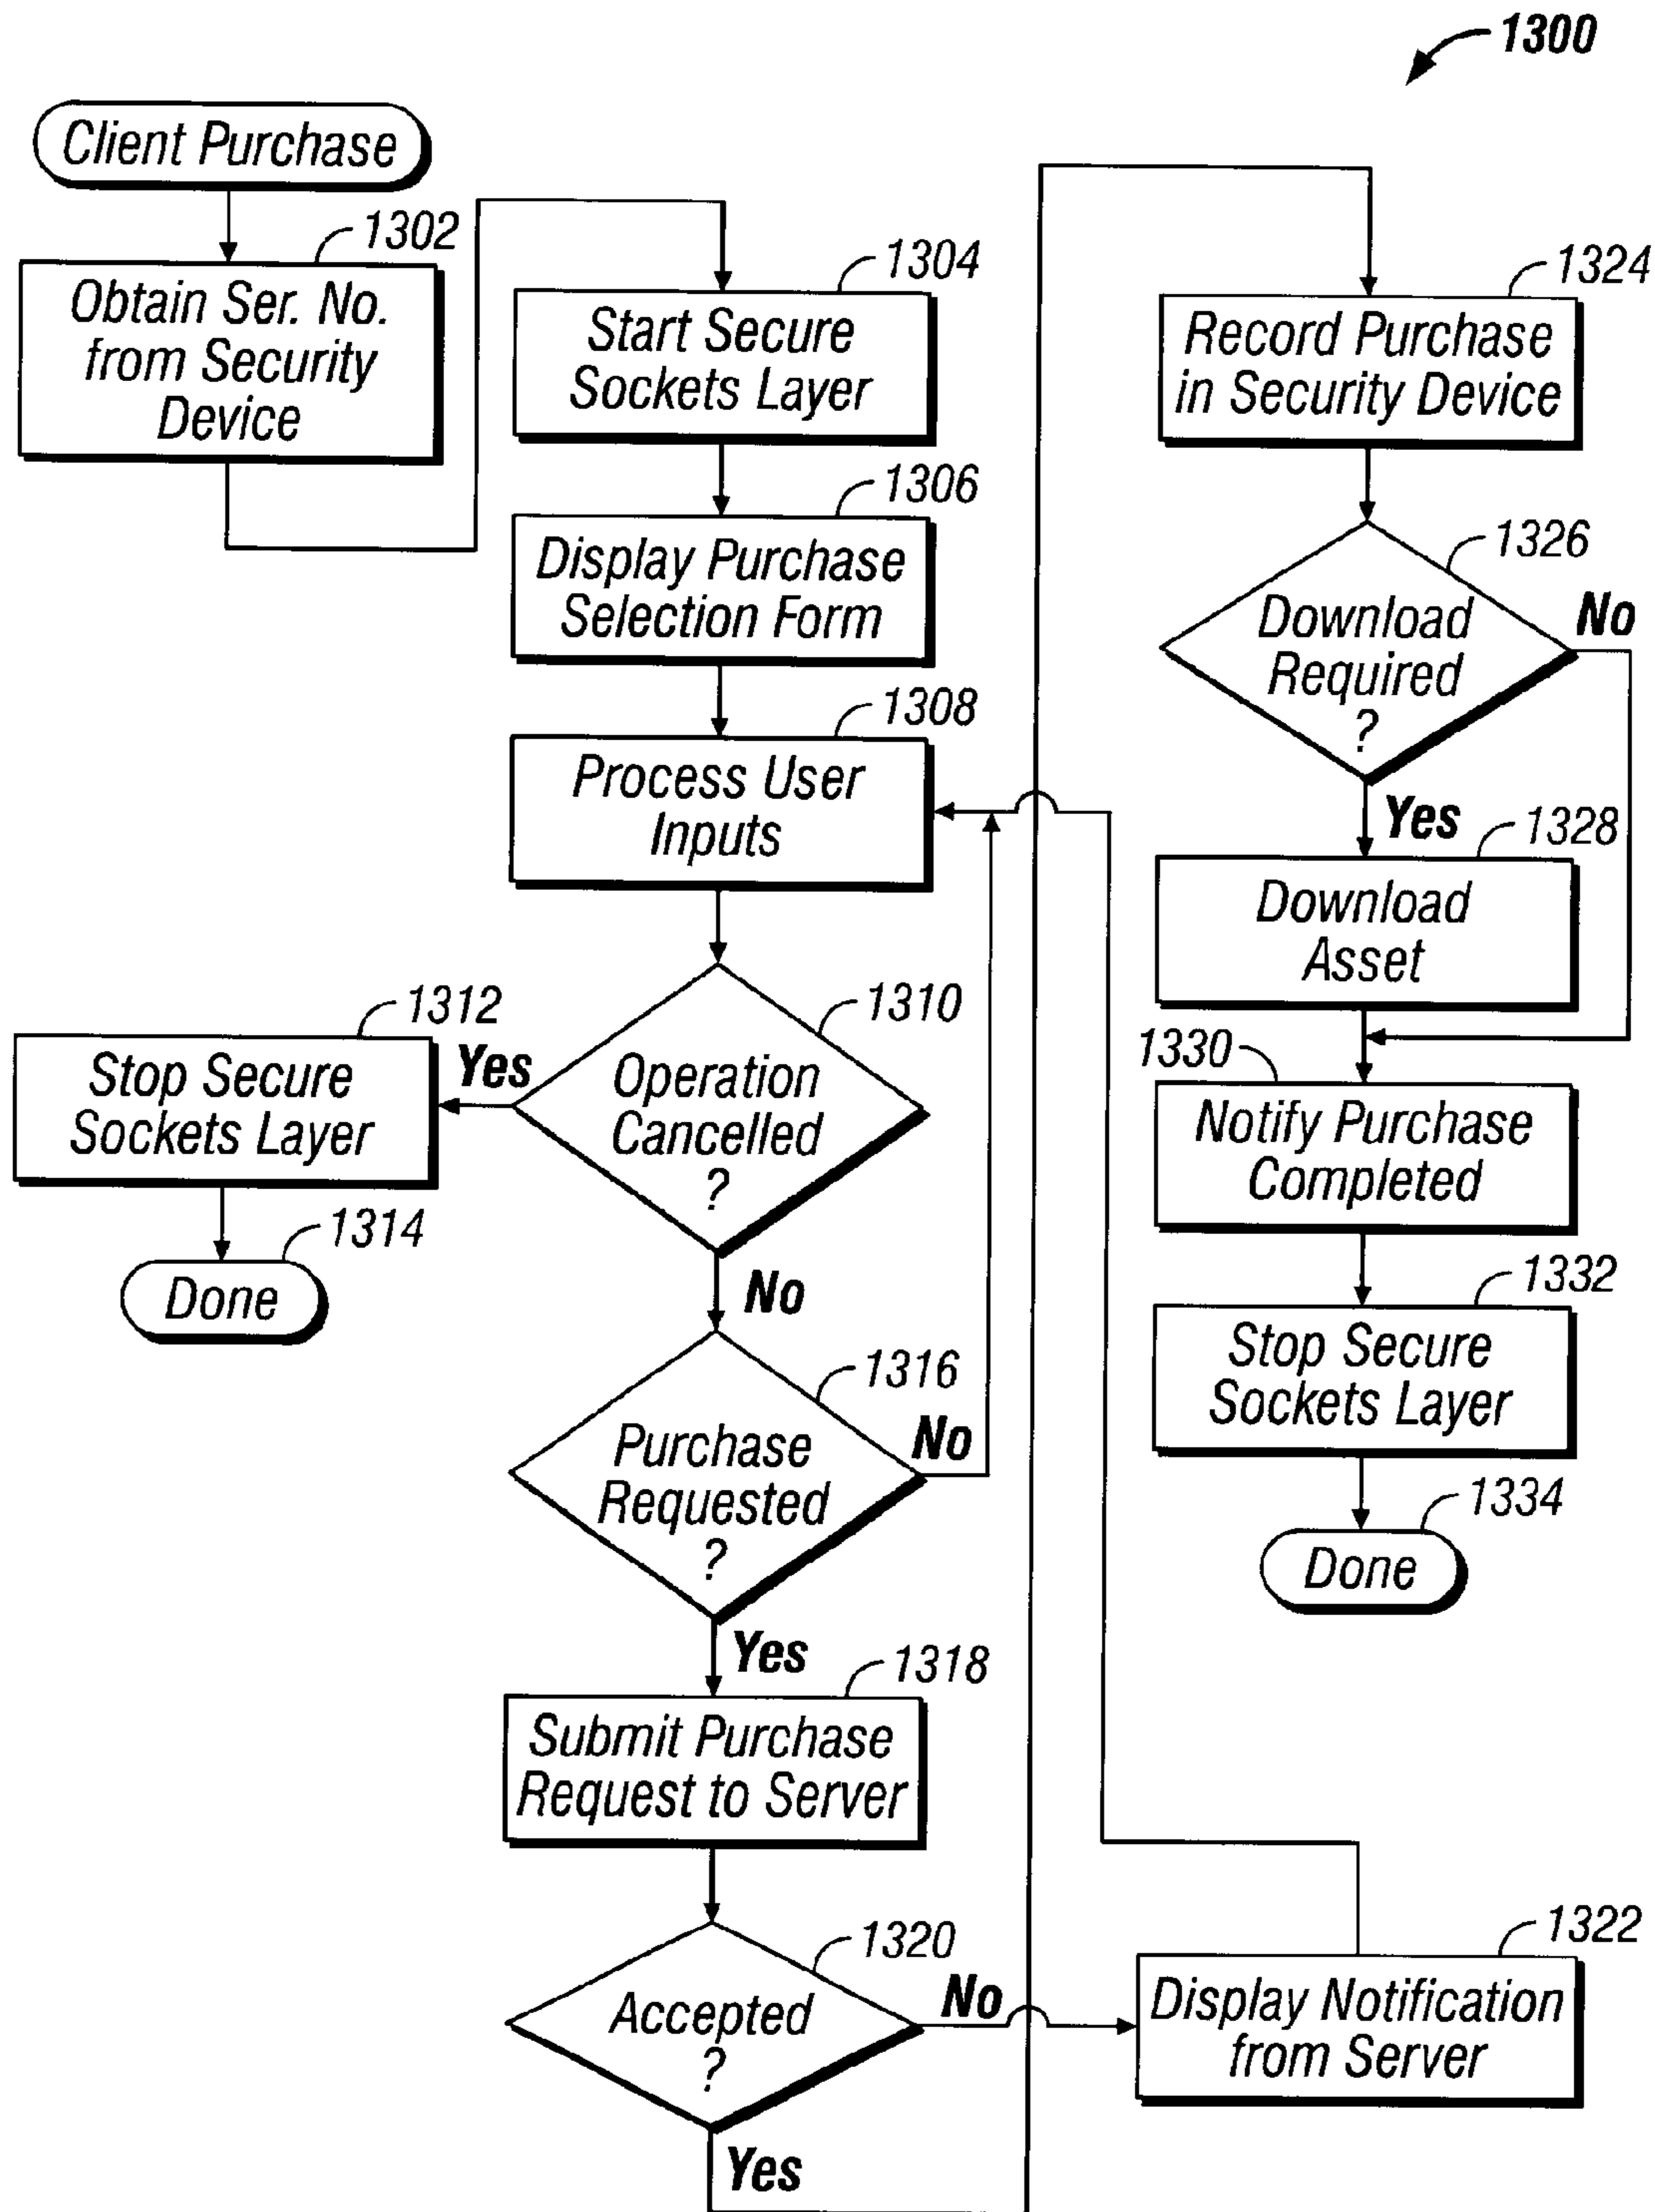 1300
Client Purchase
1302
Obtain Ser. No.
from Security
Device
1304
Start Secure
Sockets Layer
1306
Display Purchase
Selection Form
1308
Process User
Inputs
1310
Operation
Cancelled
?
Yes
1312
Stop Secure
Sockets Layer
1314
Done
No
1316
Purchase
Requested
?
No
Yes
1318
Submit Purchase
Request to Server
1320
Accepted
?
No
Yes
1322
Display Notification
from Server
1324
Record Purchase
in Security Device
1326
Download
Required
?
No
Yes
1328
Download
Asset
1330
Notify Purchase
Completed
1332
Stop Secure
Sockets Layer
1334
Done